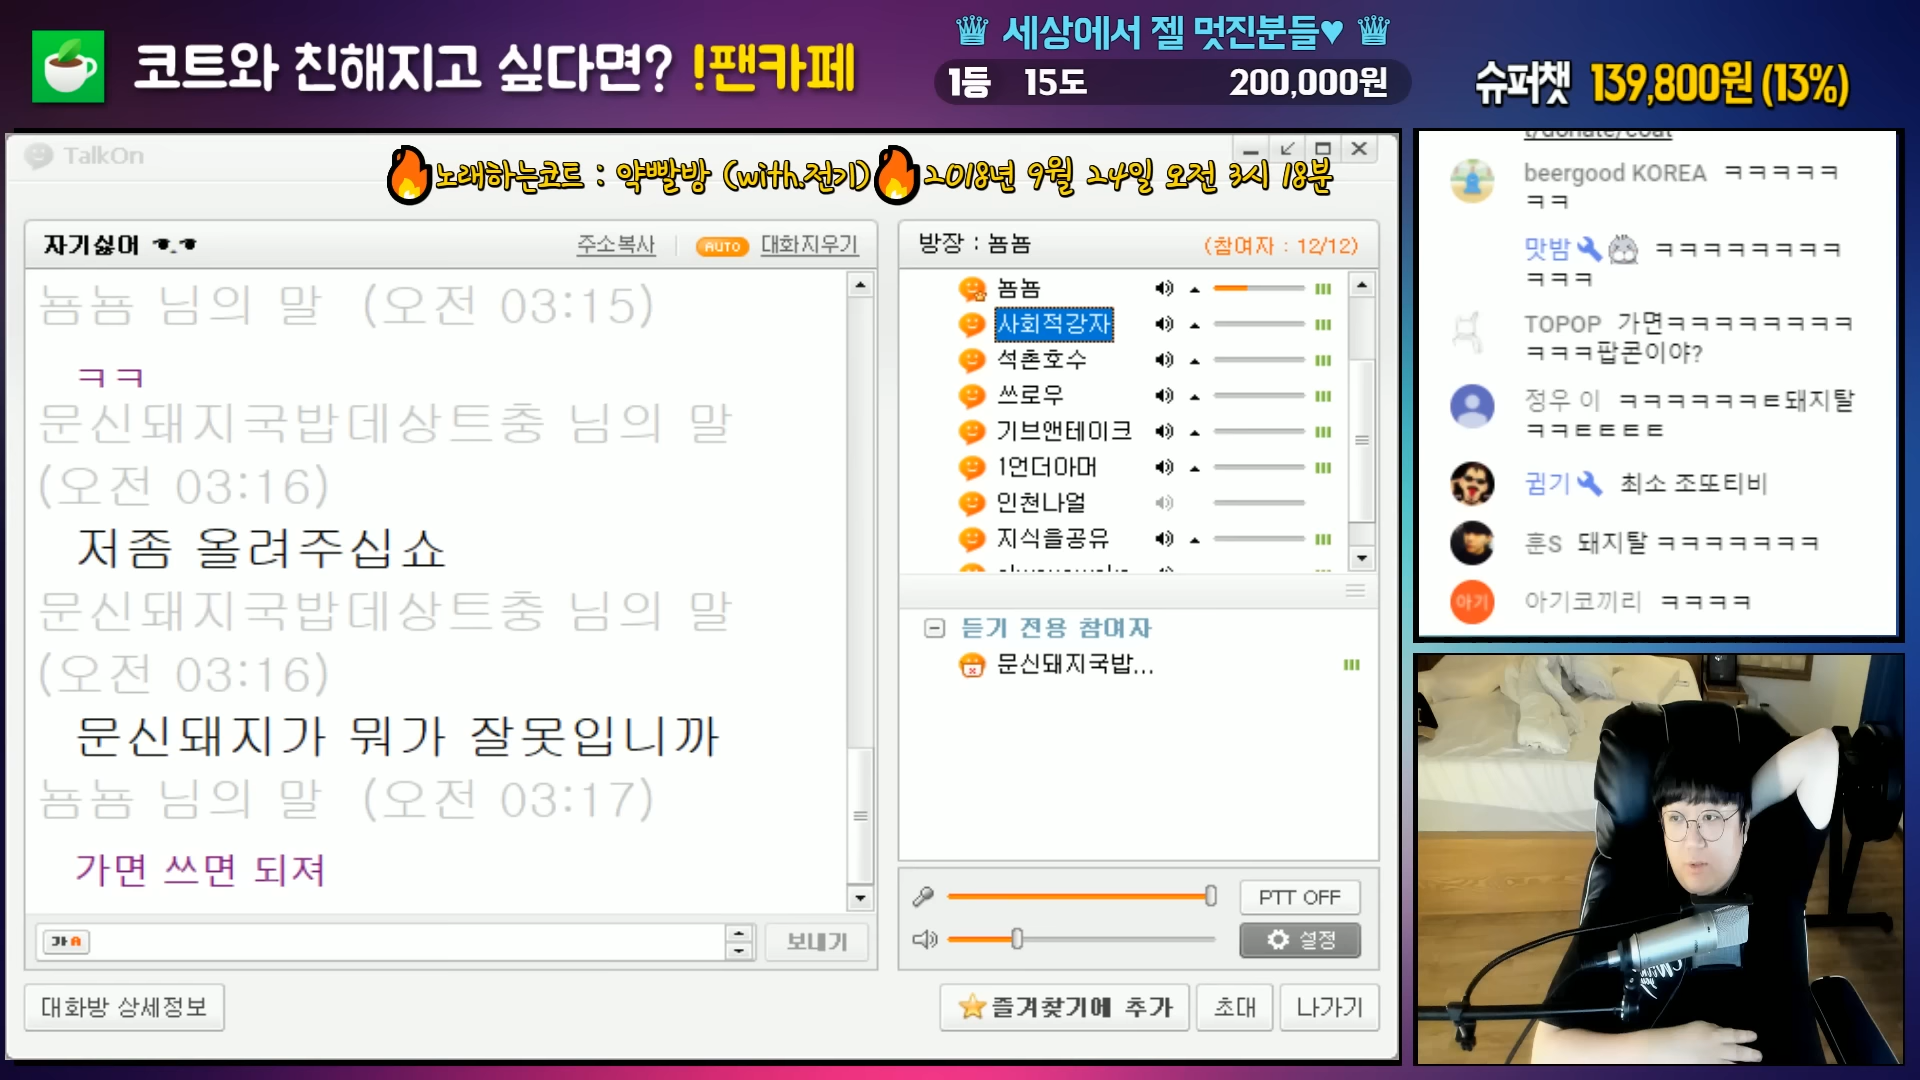 코트와 친해지고 싶다면? !팬카페
세상에서 젤 멋진분들♥
1등 15도 200,000원
슈퍼챗 139,800원 (13%)
TalkOn
노래하는코트 : 약빨방 (with.전기)
2018년 9월 24일 오전 3시 18분
자기싫어
주소복사
AUTO 대화지우기
뇸뇸 님의 말 (오전 03:15)
ㅋㅋ
문신돼지국밥데상트충 님의 말
(오전 03:16)
저좀 올려주십쇼
문신돼지국밥데상트충 님의 말
(오전 03:16)
문신돼지가 뭐가 잘못입니까
뇸뇸 님의 말 (오전 03:17)
가면 쓰면 되져
가A
보내기
대화방 상세정보
방장 : 뇸뇸
(참여자 : 12/12)
뇸뇸
사회적강자
석촌호수
쓰로우
기브앤테이크
1언더아머
인천나얼
지식을공유
듣기 전용 참여자
문신돼지국밥...
PTT OFF
설정
즐겨찾기에 추가
초대
나가기
t/donate/coat
beergood KOREA ㅋㅋㅋㅋㅋ
ㅋㅋ
맛밤 ㅋㅋㅋㅋㅋㅋㅋㅋ
ㅋㅋㅋ
TOPOP 가면ㅋㅋㅋㅋㅋㅋㅋㅋ
ㅋㅋㅋ팝콘이야?
정우 이 ㅋㅋㅋㅋㅋㅋㅌ돼지탈
ㅋㅋㅌㅌㅌㅌ
귐기 최소 조또티비
훈S 돼지탈 ㅋㅋㅋㅋㅋㅋㅋ
아기
아기코끼리 ㅋㅋㅋㅋ